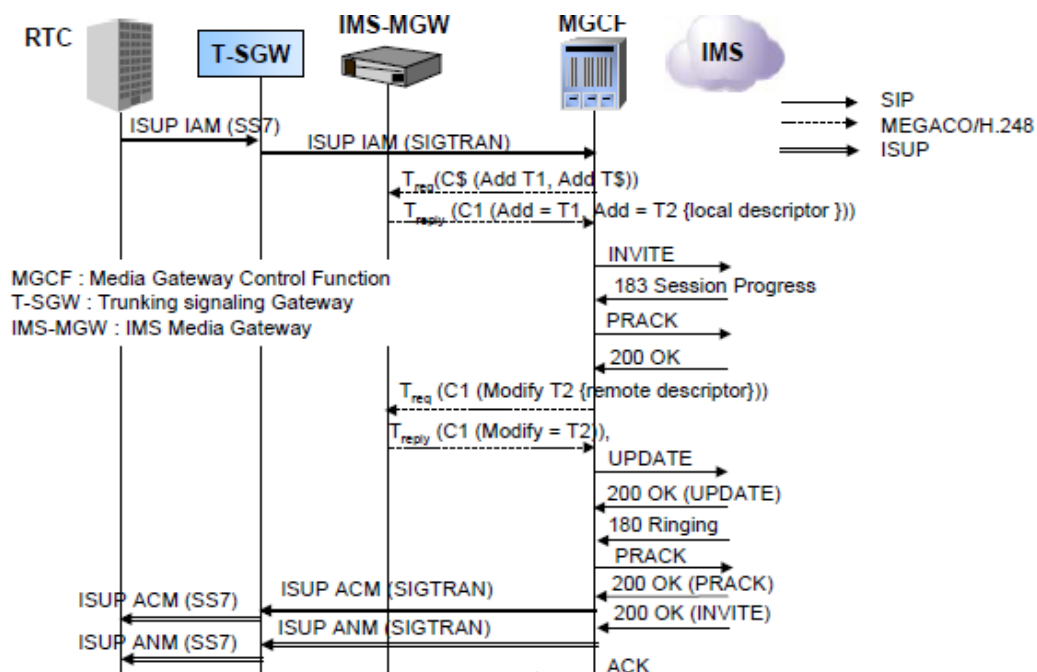 RTC
T-SGW
IMS-MGW
MGCF
IMS
SIP
MEGACO/H.248
ISUP
ISUP IAM (SS7)
ISUP IAM (SIGTRAN)
Treq(C$ (Add T1, Add T$))
Treply (C1 (Add = T1, Add = T2 {local descriptor }))
INVITE
183 Session Progress
MGCF : Media Gateway Control Function
T-SGW : Trunking signaling Gateway
IMS-MGW : IMS Media Gateway
PRACK
200 OK
Treq (C1 (Modify T2 {remote descriptor}))
Treply (C1 (Modify = T2)),
UPDATE
200 OK (UPDATE)
180 Ringing
PRACK
200 OK (PRACK)
ISUP ACM (SIGTRAN)
ISUP ACM (SS7)
200 OK (INVITE)
ISUP ANM (SIGTRAN)
ISUP ANM (SS7)
ACK